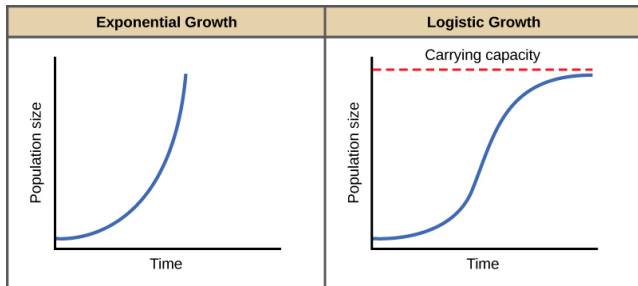 Exponential Growth
Logistic Growth
Population size
Time
Carrying capacity
Population size
Time